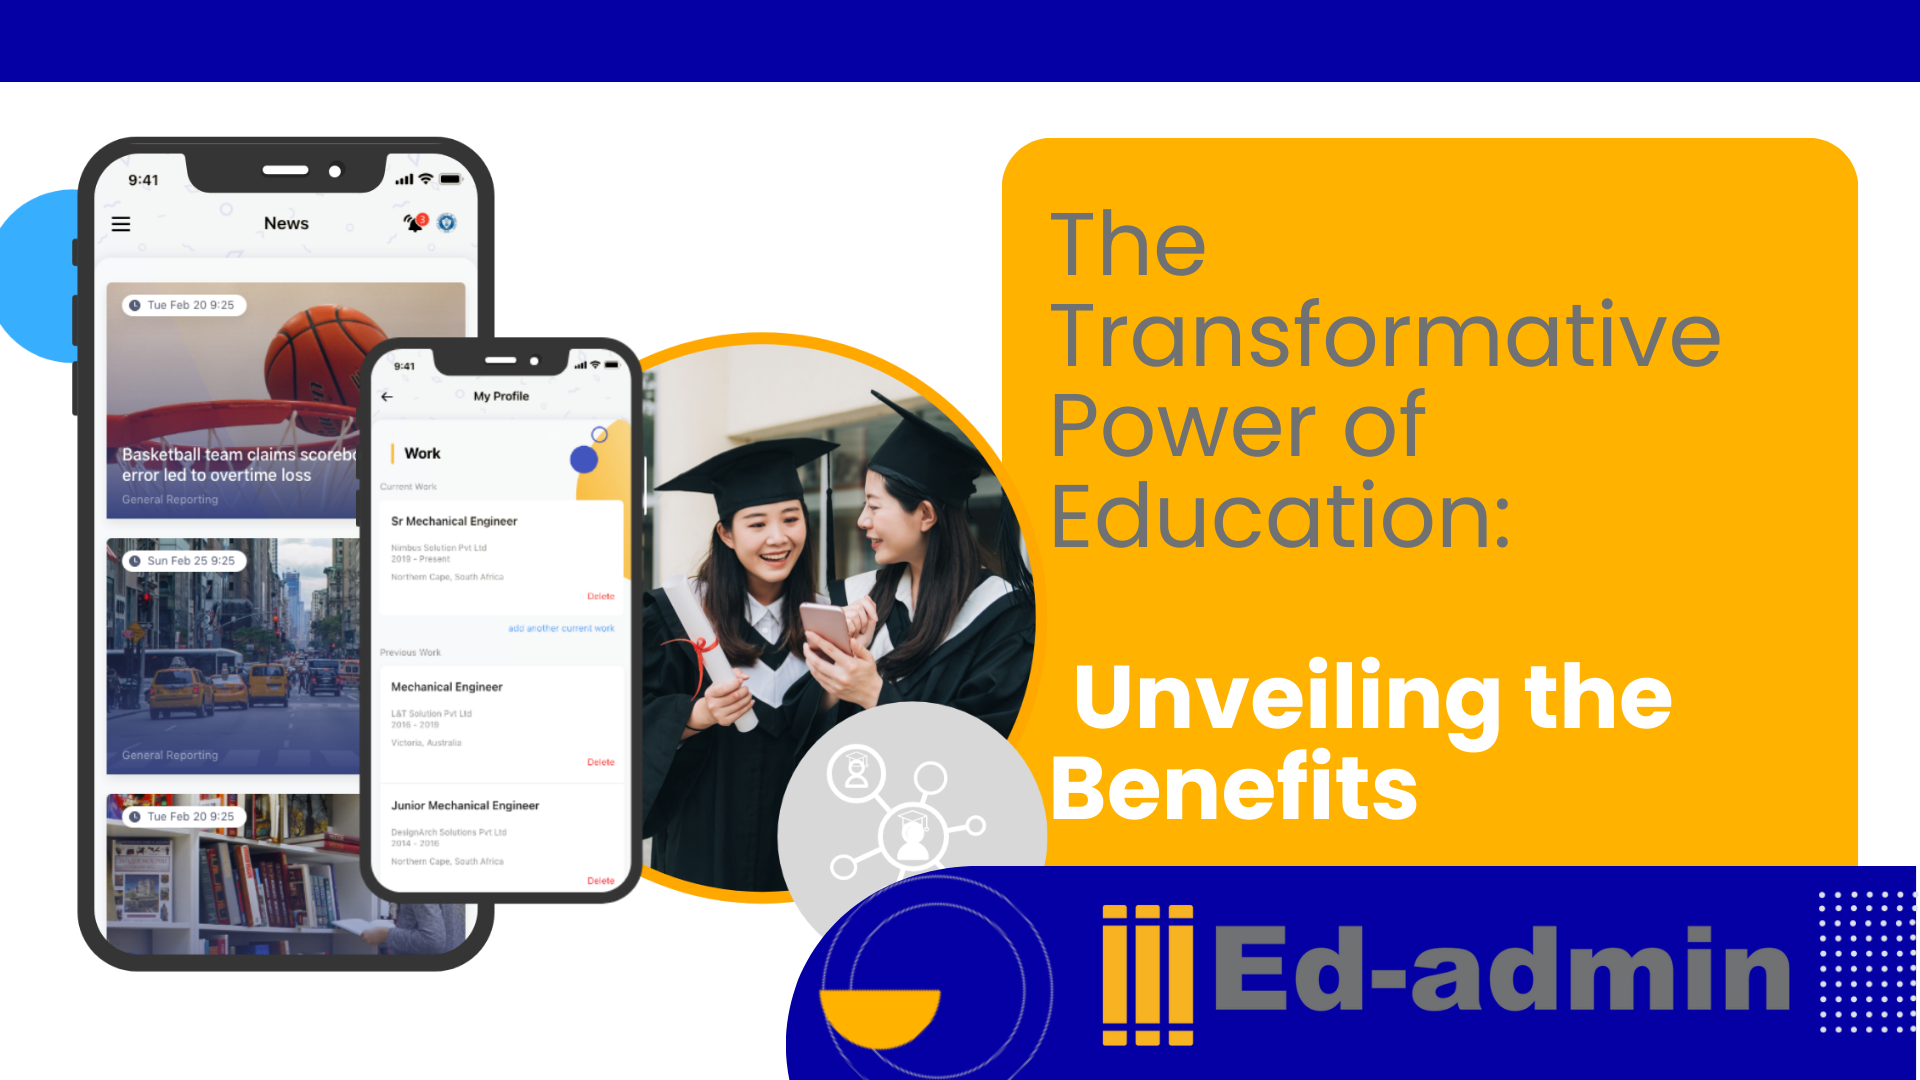 9:41
News
3
Tue Feb 20 9:25
Basketball team claims scorebo
error led to overtime loss
General Reporting
Sun Feb 25 9:25
General Reporting
Tue Feb 20 9:25
9:41
My Profile
Work
Current Work
Sr Mechanical Engineer
Nimbus Solution Pvt Ltd
2019 - Present
Northern Cape, South Africa
Delete
add another current work
Previous Work
Mechanical Engineer
L&T Solution Pvt Ltd
2016 - 2019
Victoria, Australia
Delete
Junior Mechanical Engineer
DesignArch Solutions Pvt Ltd
2014 - 2016
Northern Cape, South Africa
Delete
The
Transformative
Power of
Education:
Unveiling the
Benefits
Ed-admin